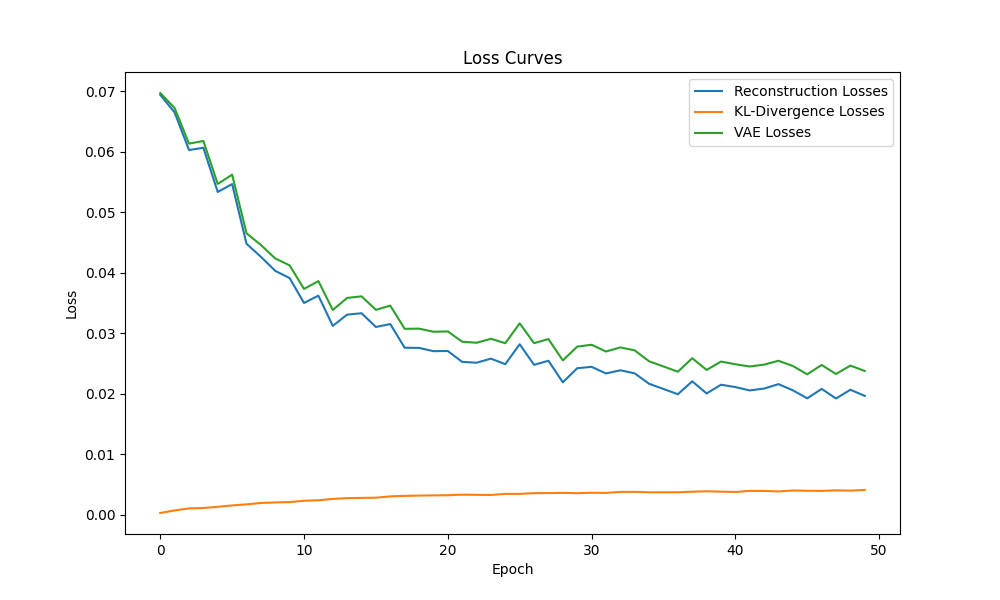 Loss Curves
Reconstruction Losses
KL-Divergence Losses
VAE Losses
0.07
0.06
0.05
0.04
0.03
0.02
0.01
0.00
Loss
0 10 20 30 40 50
Epoch